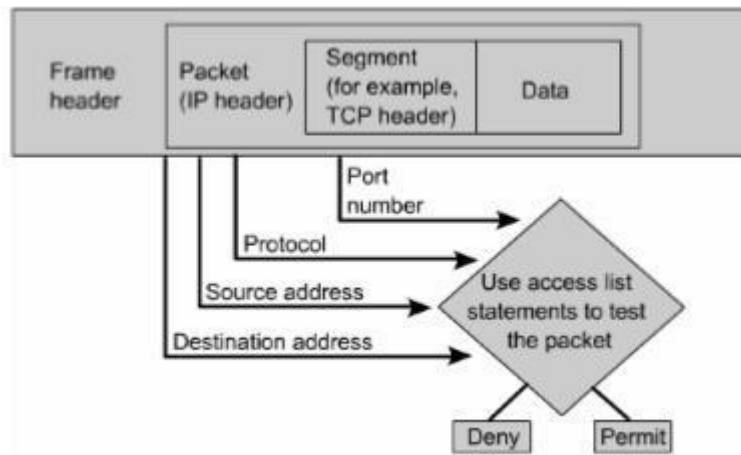 Frame
header
Packet
(IP header)
Segment
(for example,
TCP header)
Data
Port
number
Protocol
Source address
Destination address
Use access list
statements to test
the packet
Deny
Permit